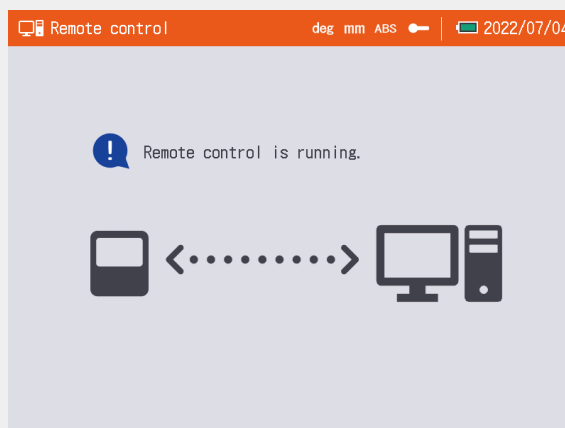 Remote control deg mm ABS 2022/07/04
Remote control is running.